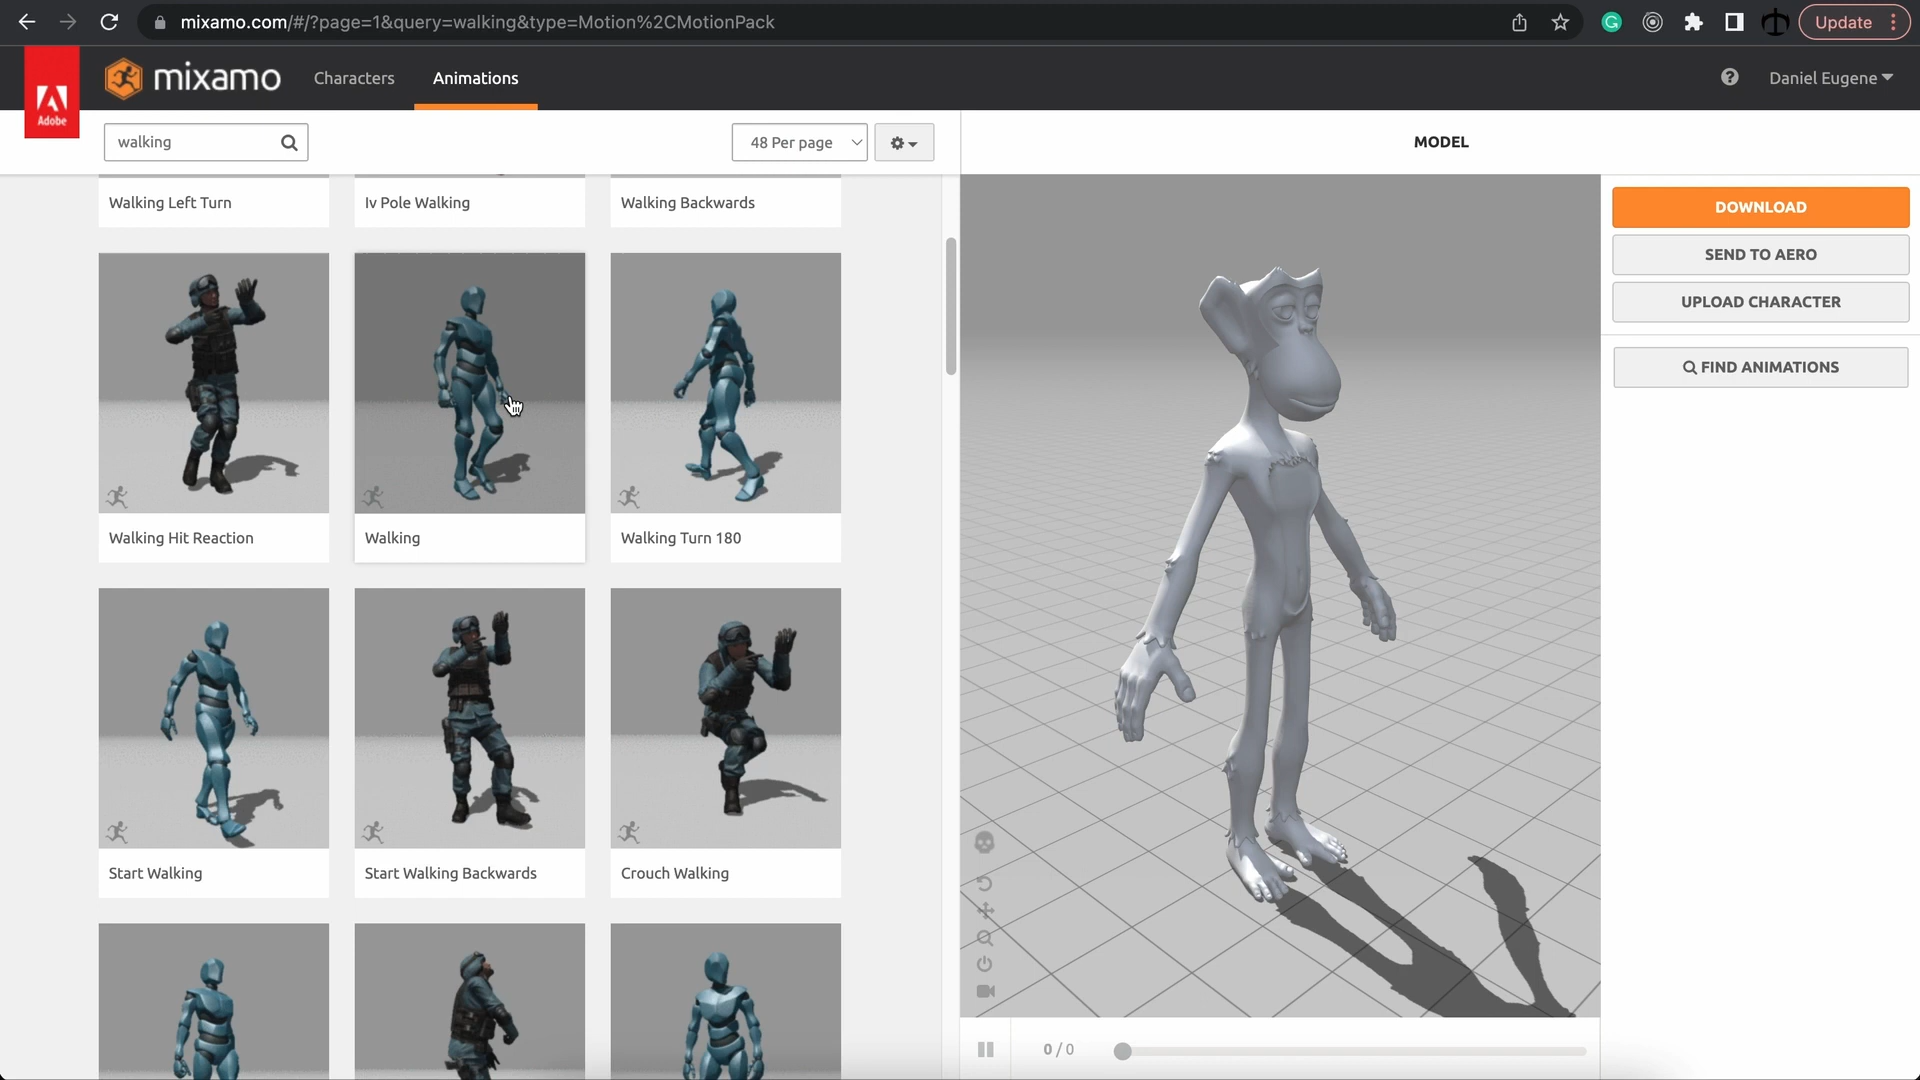 mixamo.com/#/?page=1&query=walking&type=Motion%2CMotionPack
Update
Adobe
mixamo
Characters
Animations
Daniel Eugene
walking
48 Per page
MODEL
Walking Left Turn
Iv Pole Walking
Walking Backwards
DOWNLOAD
SEND TO AERO
UPLOAD CHARACTER
FIND ANIMATIONS
Walking Hit Reaction
Walking
Walking Turn 180
Start Walking
Start Walking Backwards
Crouch Walking
0 / 0